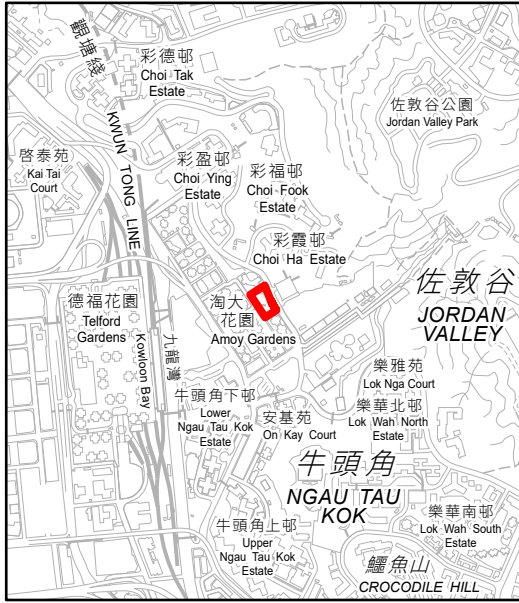 觀塘綫
KWUN TONG LINE
彩德邨
Choi Tak
Estate
佐敦谷公園
Jordan Valley Park
啓泰苑
Kai Tai
Court
彩盈邨
Choi Ying
Estate
彩福邨
Choi Fook
Estate
彩霞邨
Choi Ha Estate
佐敦谷
JORDAN
VALLEY
德福花園
Telford
Gardens
淘大
花園
Amoy Gardens
九龍灣
Kowloon Bay
樂雅苑
Lok Nga Court
牛頭角下邨
Lower
Ngau Tau Kok
Estate
安基苑
On Kay Court
樂華北邨
Lok Wah North
Estate
牛頭角
NGAU TAU
KOK
樂華南邨
Lok Wah South
Estate
牛頭角上邨
Upper
Ngau Tau Kok
Estate
鱷魚山
CROCODILE HILL